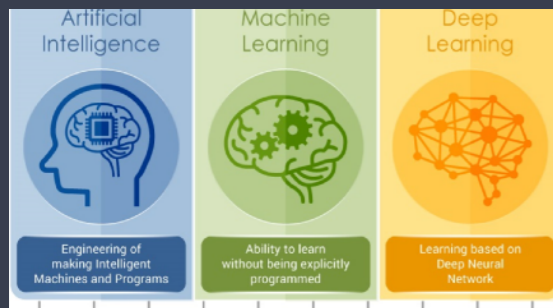 Artificial
Intelligence
Machine
Learning
Deep
Learning
Engineering of
making Intelligent
Machines and Programs
Ability to learn
without being explicitly
programmed
Learning based on
Deep Neural
Network